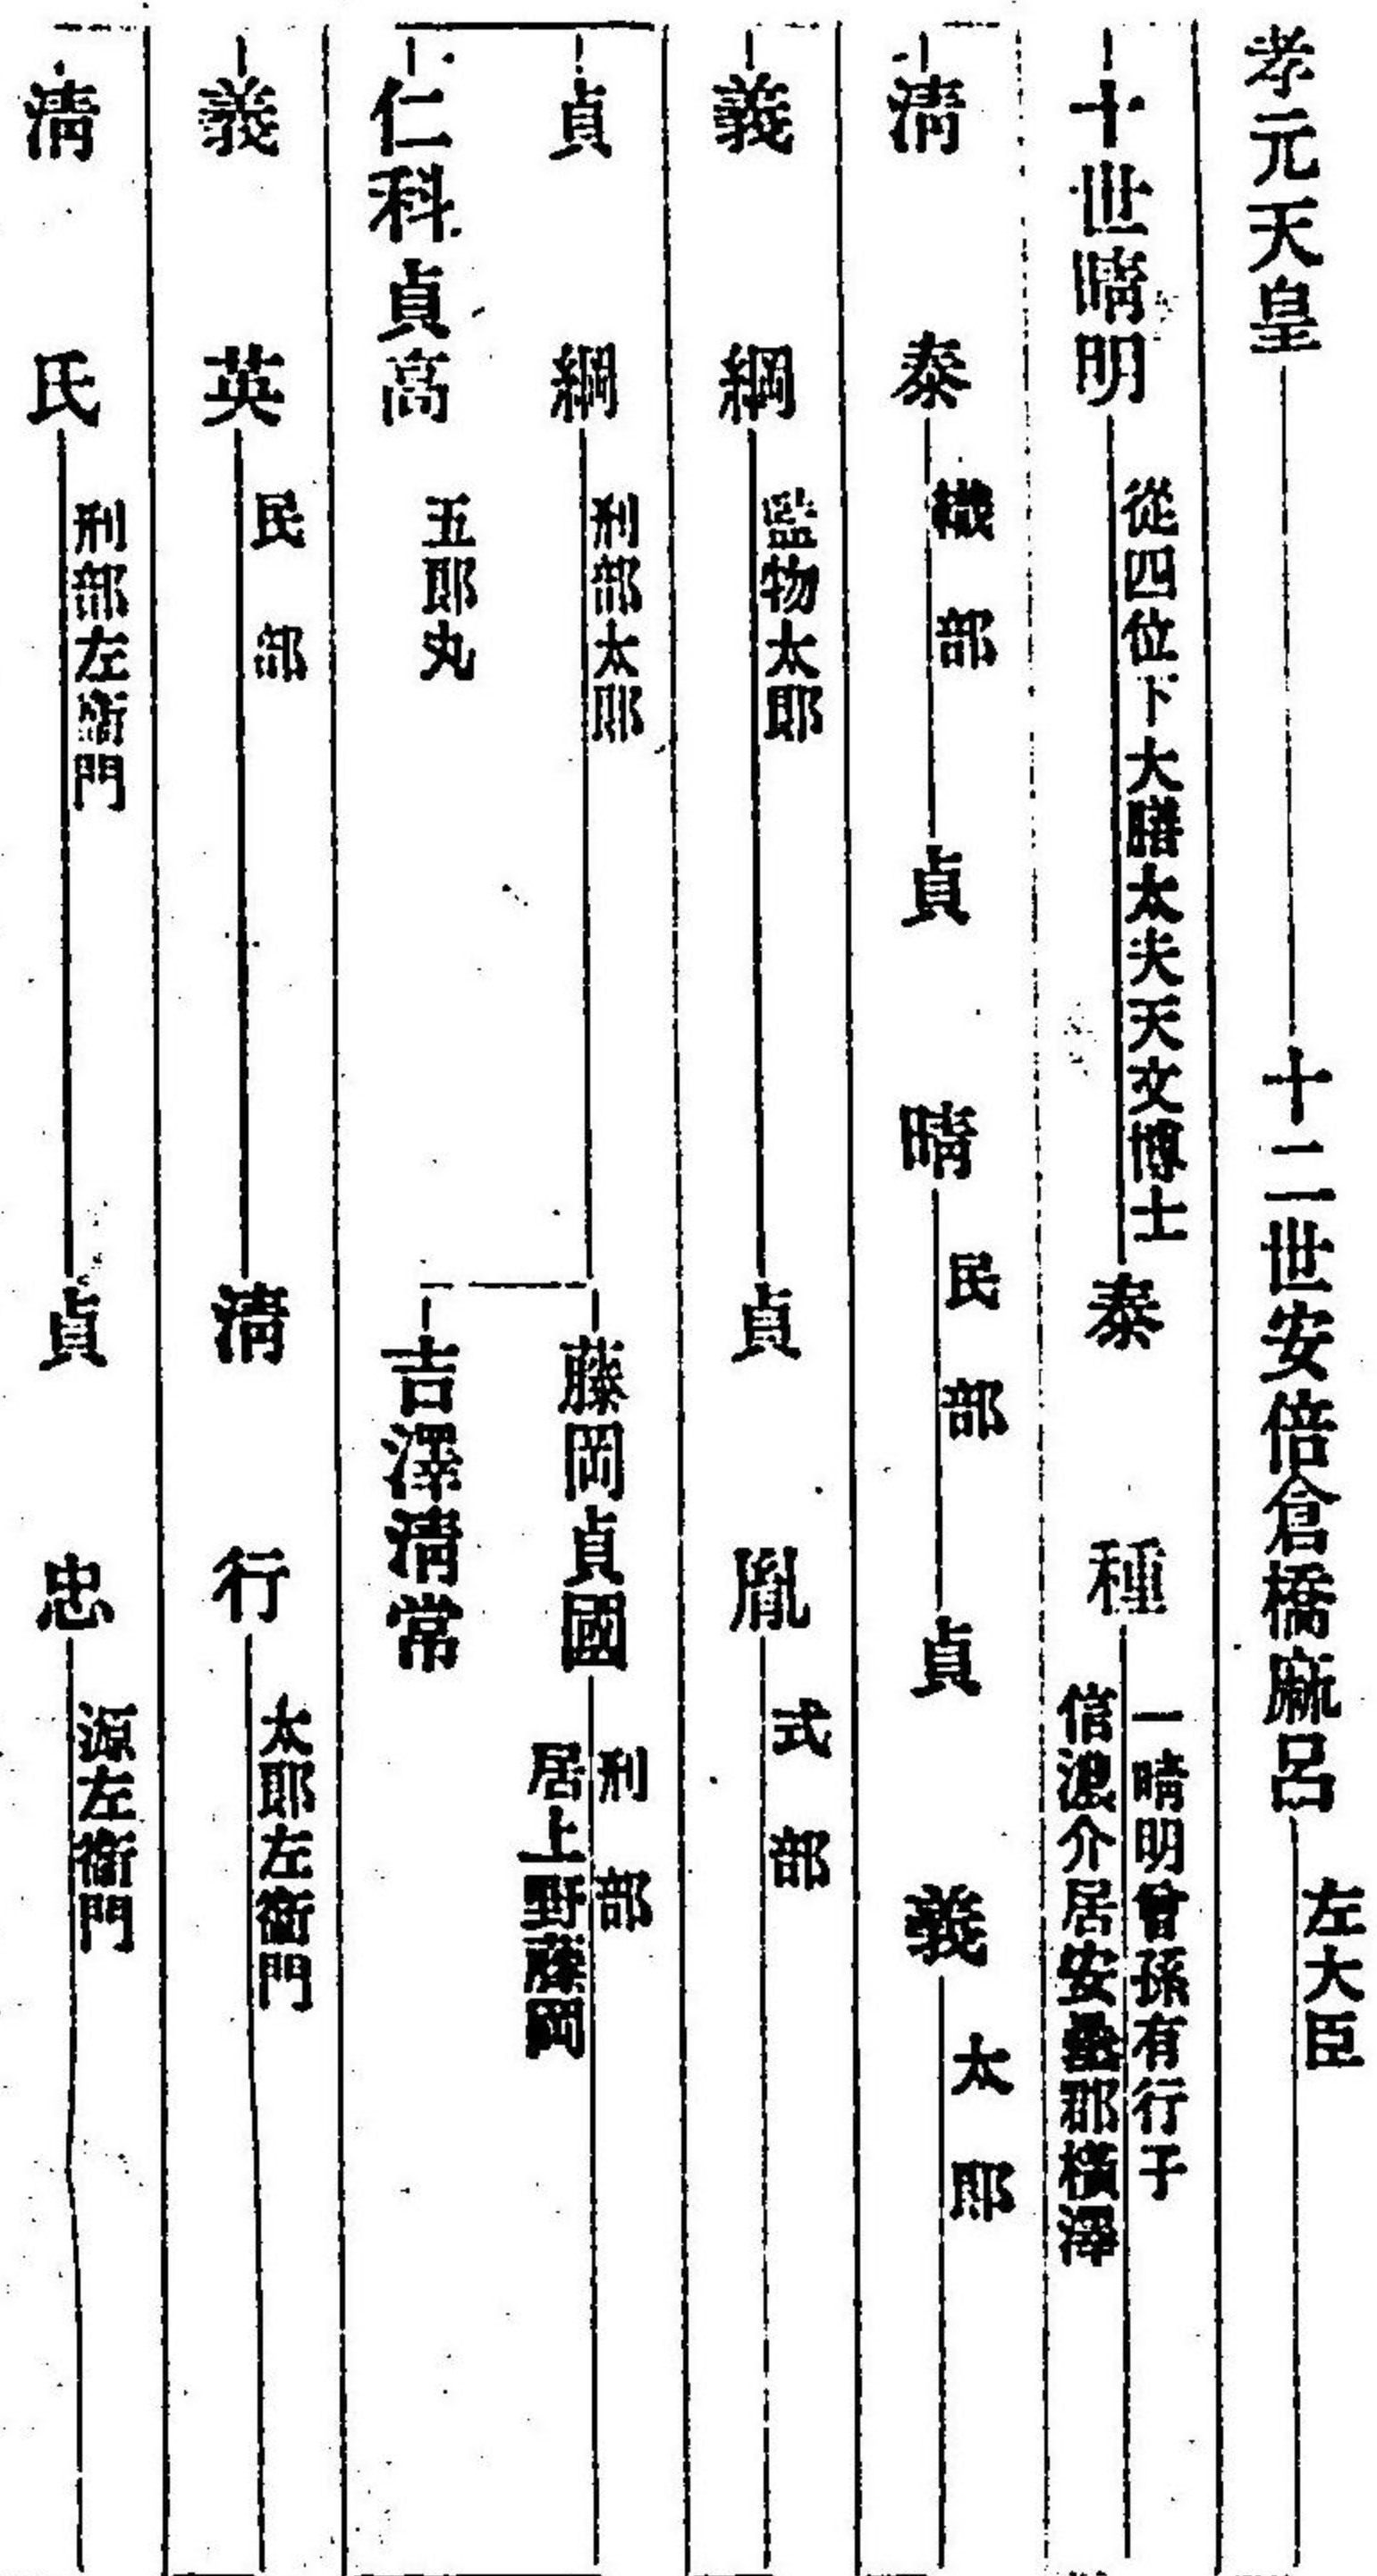 孝元天皇
十二世安倍倉橋麻呂
左大臣
十世晴明
從四位下大膳太夫天文博士
泰種
一晴明曾孫有行子
信濃介居安曇郡横澤
清泰
織部
貞晴
民部
貞義
太郎
義綱
監物太郎
貞胤
式部
貞綱
刑部太郎
藤岡貞國
刑部
居上野藤岡
仁科貞高
五郎丸
吉澤清常
義英
民部
清行
太郎左衞門
清氏
刑部左衞門
貞忠
源左衞門